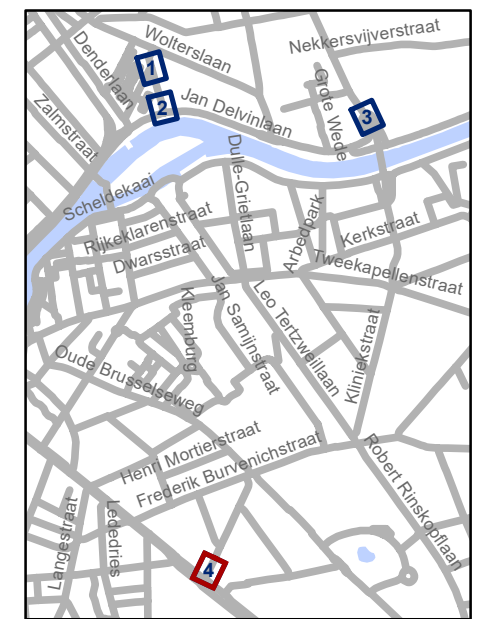 Wolterslaan
Nekkersvijverstraat
Denderlaan
1
Grote Wede
Zalmstraat
2
Jan Delvinlaan
3
Dulle-Grietlaan
Scheldekaai
Arbedpark
Rijkeklarenstraat
Kerkstraat
Dwarsstraat
Tweekapellenstraat
Kleemburg
Jan Samijnstraat
Leo Tertzweillaan
Kliniekstraat
Oude Brusselseweg
Henri Mortierstraat
Frederik Burvenichstraat
Robert Rinskopflaan
Langestraat
Lededries
4